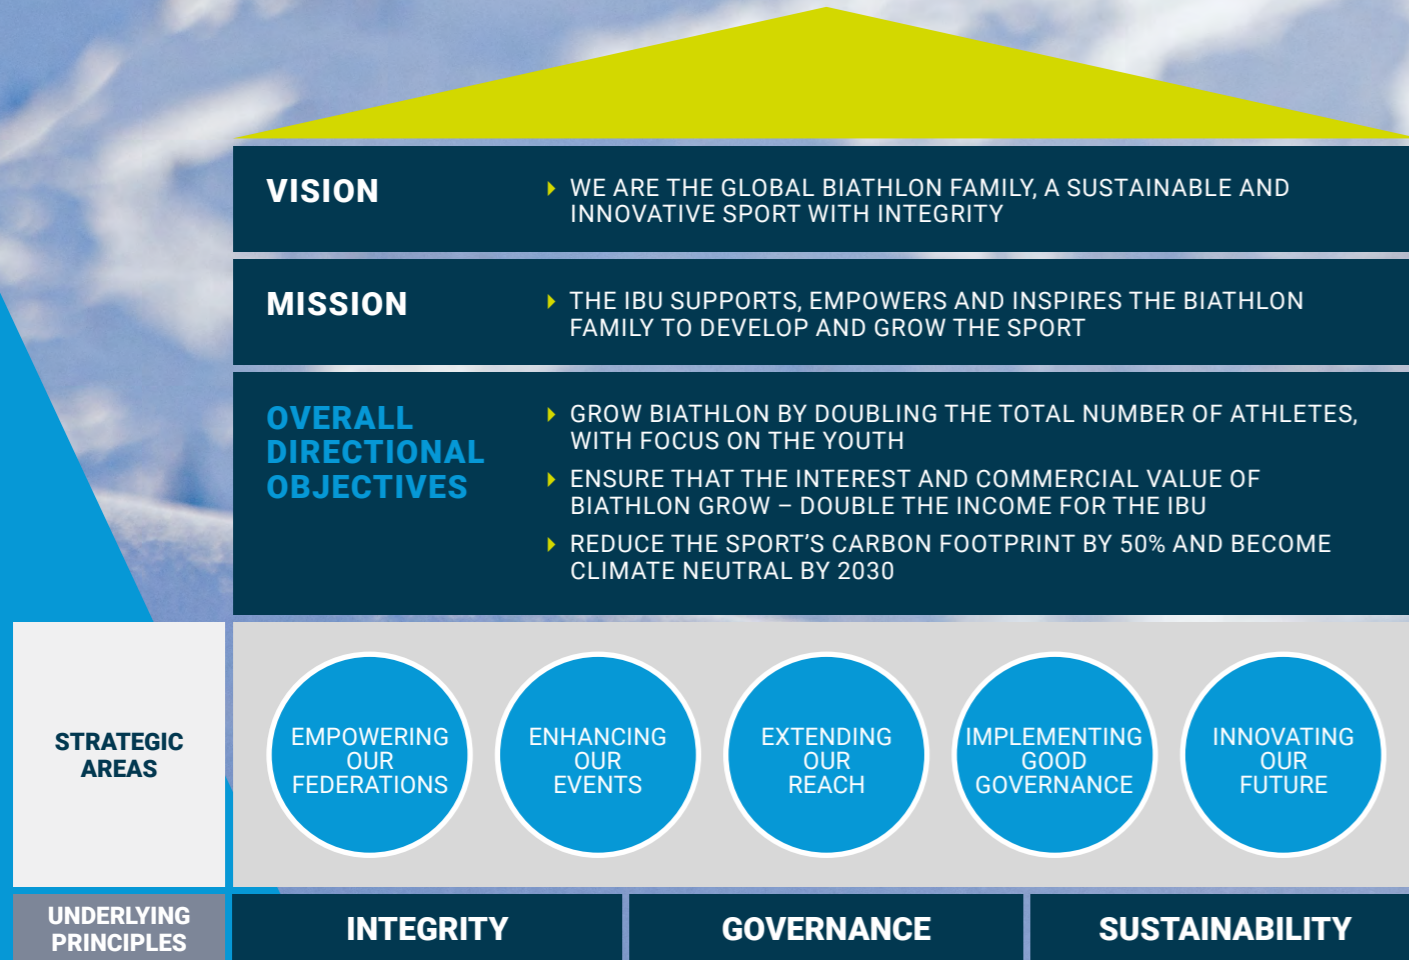 VISION
WE ARE THE GLOBAL BIATHLON FAMILY, A SUSTAINABLE AND
INNOVATIVE SPORT WITH INTEGRITY
MISSION
THE IBU SUPPORTS, EMPOWERS AND INSPIRES THE BIATHLON
FAMILY TO DEVELOP AND GROW THE SPORT
OVERALL
DIRECTIONAL
OBJECTIVES
GROW BIATHLON BY DOUBLING THE TOTAL NUMBER OF ATHLETES,
WITH FOCUS ON THE YOUTH
ENSURE THAT THE INTEREST AND COMMERCIAL VALUE OF
BIATHLON GROW – DOUBLE THE INCOME FOR THE IBU
REDUCE THE SPORT’S CARBON FOOTPRINT BY 50% AND BECOME
CLIMATE NEUTRAL BY 2030
STRATEGIC
AREAS
EMPOWERING
OUR
FEDERATIONS
ENHANCING
OUR
EVENTS
EXTENDING
OUR
REACH
IMPLEMENTING
GOOD
GOVERNANCE
INNOVATING
OUR
FUTURE
UNDERLYING
PRINCIPLES
INTEGRITY
GOVERNANCE
SUSTAINABILITY